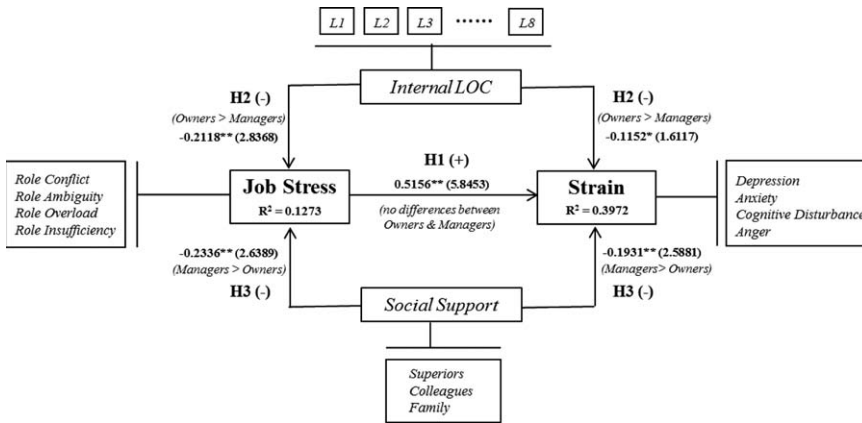 L1 L2 L3 ...... L8
Internal LOC
H2 (-)
(Owners > Managers)
-0.2118** (2.8368)
H2 (-)
(Owners > Managers)
-0.1152* (1.6117)
Role Conflict
Role Ambiguity
Role Overload
Role Insufficiency
Job Stress
R² = 0.1273
H1 (+)
0.5156** (5.8453)
(no differences between
Owners & Managers)
Strain
R² = 0.3972
Depression
Anxiety
Cognitive Disturbance
Anger
-0.2336** (2.6389)
(Managers> Owners)
H3 (-)
-0.1931** (2.5881)
(Managers> Owners)
H3 (-)
Social Support
Superiors
Colleagues
Family